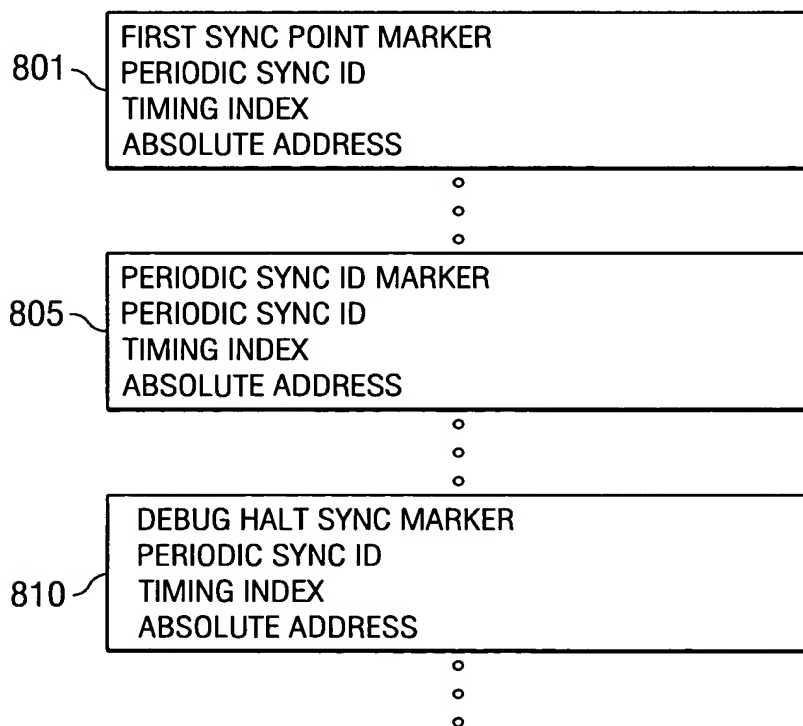 801
FIRST SYNC POINT MARKER
PERIODIC SYNC ID
TIMING INDEX
ABSOLUTE ADDRESS
805
PERIODIC SYNC ID MARKER
PERIODIC SYNC ID
TIMING INDEX
ABSOLUTE ADDRESS
810
DEBUG HALT SYNC MARKER
PERIODIC SYNC ID
TIMING INDEX
ABSOLUTE ADDRESS